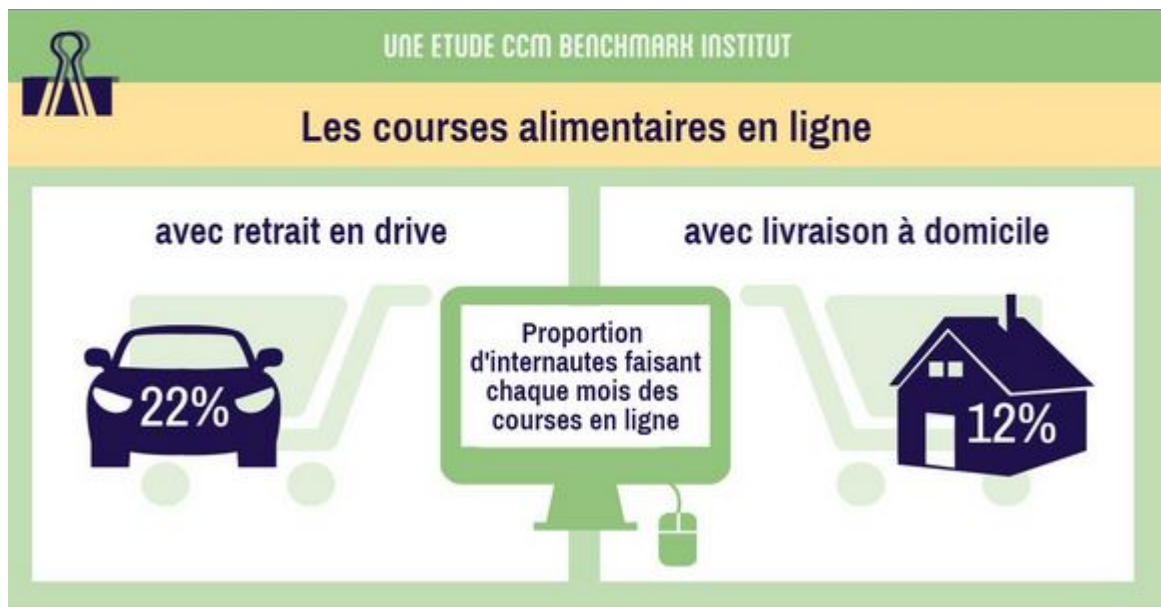 UNE ETUDE CCM BENCHMARK INSTITUT
Les courses alimentaires en ligne
avec retrait en drive
22%
Proportion
d'internautes faisant
chaque mois des
courses en ligne
avec livraison à domicile
12%